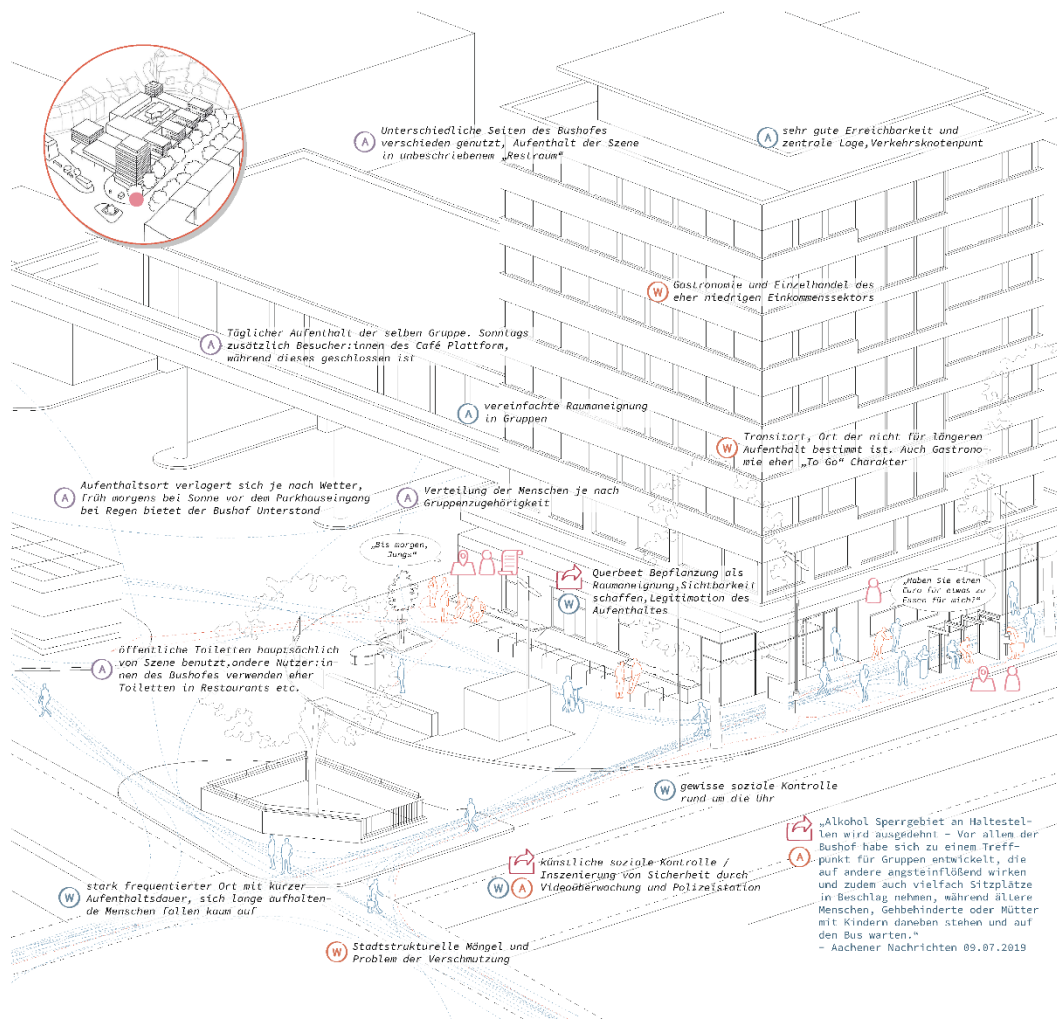 A Unterschiedliche Seiten des Bushofes
verschieden genutzt, Aufenthalt der Szene
in unbeschriebenem „Restraum“
A sehr gute Erreichbarkeit und
zentrale Lage,Verkehrsknotenpunt
W Gastronomie und Einzelhandel des
eher niedrigen Einkommenssektors
A Täglicher Aufenthalt der selben Gruppe. Sonntags
zusätzlich Besucher:innen des Café Plattform,
während dieses geschlossen ist
A vereinfachte Raumaneignung
in Gruppen
W Transitort, Ort der nicht für längeren
Aufenthalt bestimmt ist. Auch Gastrono
mie eher „To Go“ Charakter
A Aufenthaltsort verlagert sich je nach Wetter,
früh morgens bei Sonne vor dem Parkhauseingang
bei Regen bietet der Bushof Unterstand
A Verteilung der Menschen je nach
Gruppenzugehörigkeit
„Bis morgen,
Jungs“
W Querbeet Bepflanzung als
Raumaneignung,Sichtbarkeit
schaffen,Legitimation des
Aufenthaltes
„Haben Sie einen
Euro für etwas zu
Essen für mich?“
A öffentliche Toiletten hauptsächlich
von Szene benutzt,andere Nutzer:in
nen des Bushofes verwenden eher
Toiletten in Restaurants etc.
W gewisse soziale Kontrolle
rund um die Uhr
A „Alkohol Sperrgebiet an Haltestel-
len wird ausgedehnt – Vor allem der
Bushof habe sich zu einem Treff-
punkt für Gruppen entwickelt, die
auf andere angsteinflößend wirken
und zudem auch vielfach Sitzplätze
in Beschlag nehmen, während ältere
Menschen, Gehbehinderte oder Mütter
mit Kindern daneben stehen und auf
den Bus warten.“
– Aachener Nachrichten 09.07.2019
W A künstliche soziale Kontrolle /
Inszenierung von Sicherheit durch
Videoüberwachung und Polizeistation
W stark frequentierter Ort mit kurzer
Aufenthaltsdauer, sich lange aufhalten-
de Menschen fallen kaum auf
W Stadtstrukturelle Mängel und
Problem der Verschmutzung